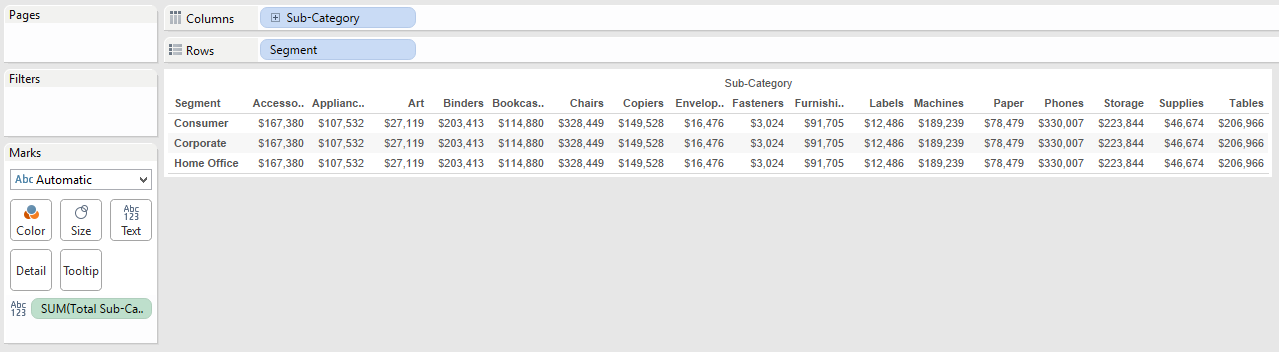 Pages
Columns Sub-Category
Rows Segment
Filters
Sub-Category
Segment Accesso.. Applianc.. Art Binders Bookcas.. Chairs Copiers Envelop.. Fasteners Furnishi.. Labels Machines Paper Phones Storage Supplies Tables
Consumer $167,380 $107,532 $27,119 $203,413 $114,880 $328,449 $149,528 $16,476 $3,024 $91,705 $12,486 $189,239 $78,479 $330,007 $223,844 $46,674 $206,966
Corporate $167,380 $107,532 $27,119 $203,413 $114,880 $328,449 $149,528 $16,476 $3,024 $91,705 $12,486 $189,239 $78,479 $330,007 $223,844 $46,674 $206,966
Home Office $167,380 $107,532 $27,119 $203,413 $114,880 $328,449 $149,528 $16,476 $3,024 $91,705 $12,486 $189,239 $78,479 $330,007 $223,844 $46,674 $206,966
Marks
Abc Automatic
Abc
123
Color Size Text
Detail Tooltip
Abc
123
SUM(Total Sub-Ca..